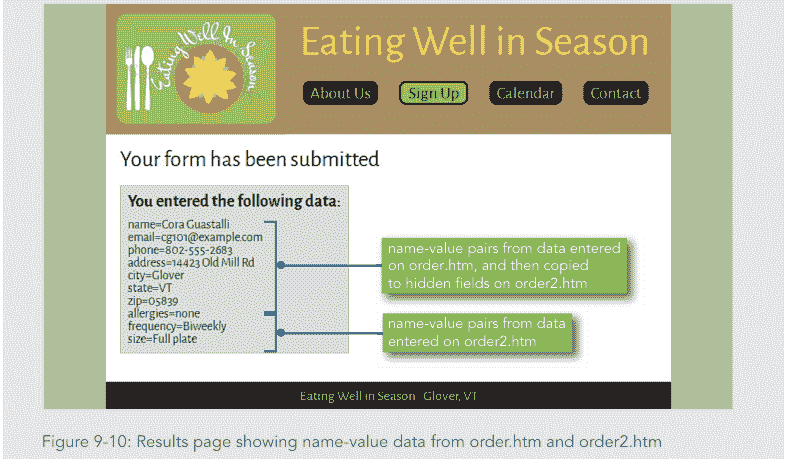 Eating Well In Season
Eating Well in Season
About Us
Sign Up
Calendar
Contact
Your form has been submitted
You entered the following data:
name=Cora Guastalli
email=cg101@example.com
phone=802-555-2683
address=14423 Old Mill Rd
city=Glover
state=VT
zip=05839
allergies=none
frequency=Biweekly
size=Full plate
name-value pairs from data entered
on order.htm, and then copied
to hidden fields on order2.htm
name-value pairs from data
entered on order2.htm
Eating Well in Season Glover, VT
Figure 9-10: Results page showing name-value data from order.htm and order2.htm